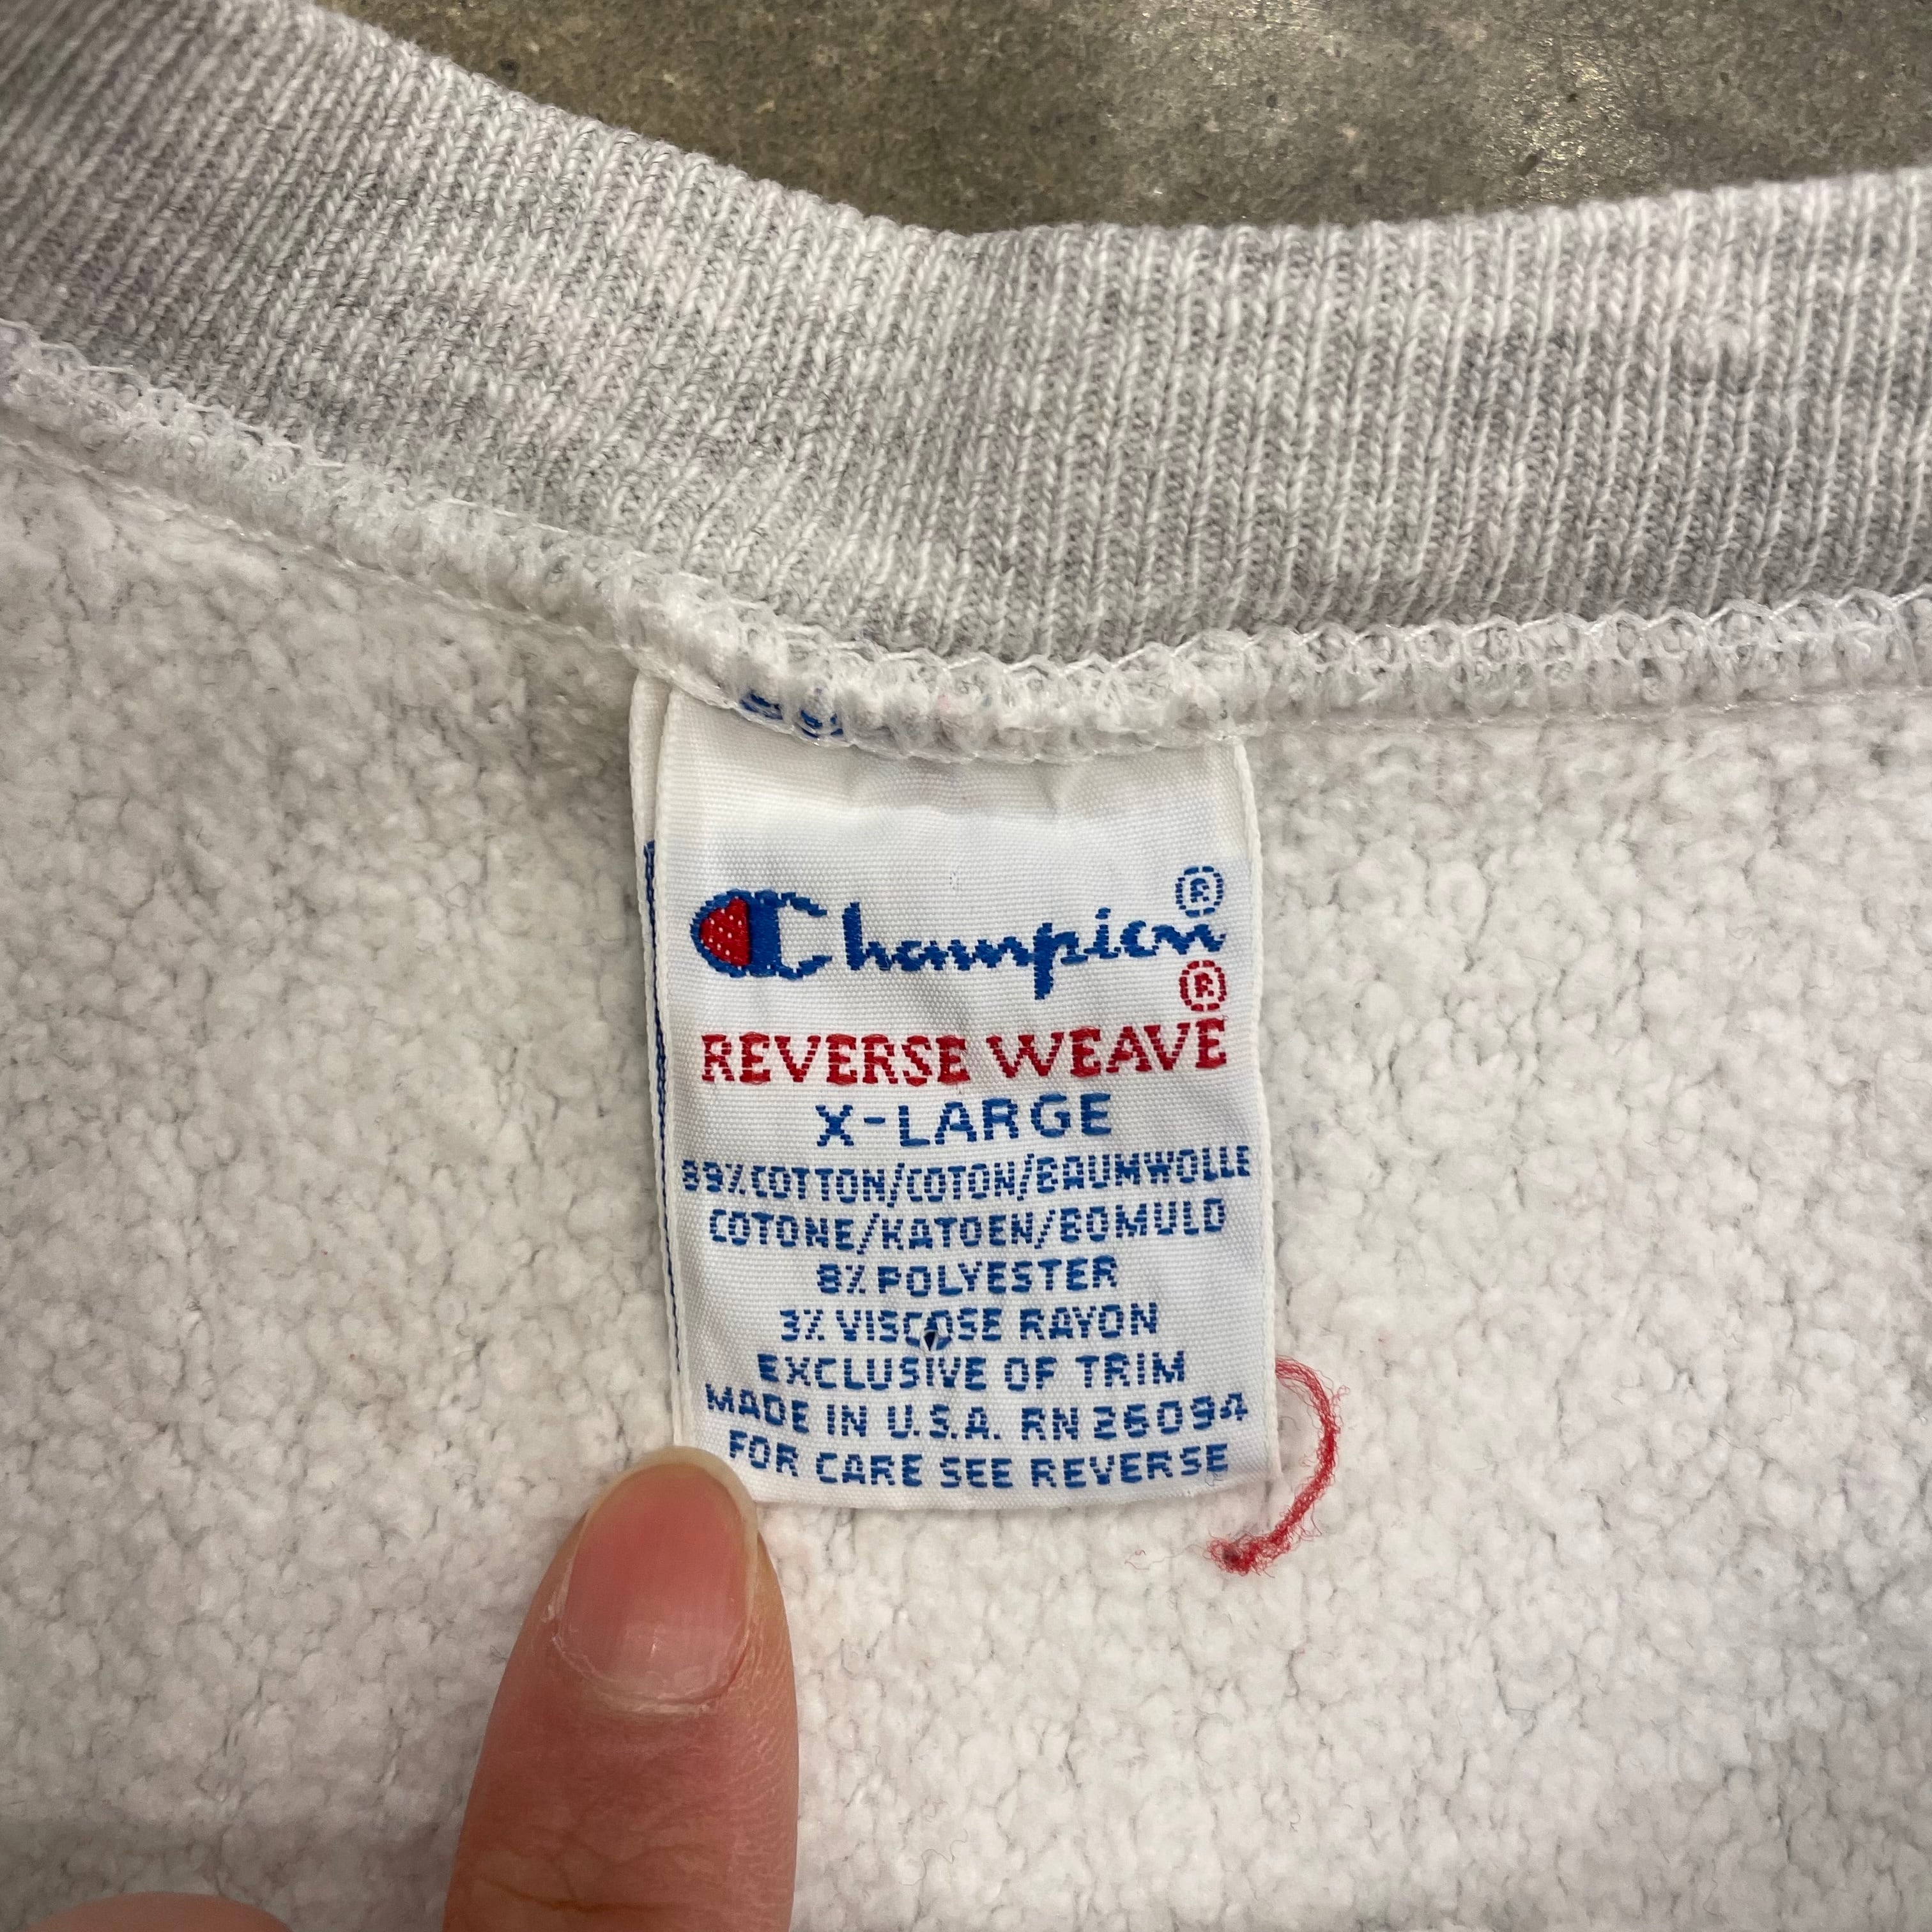 Champion®
REVERSE WEAVE®
X-LARGE
89% COTTON/COTON/BAUMWOLLE
COTONE/KATOEN/BOMULD
8% POLYESTER
3% VISCOSE RAYON
EXCLUSIVE OF TRIM
MADE IN U.S.A. RN 26094
FOR CARE SEE REVERSE